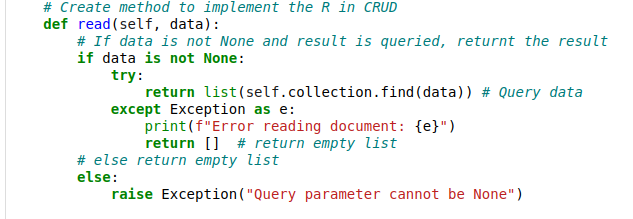 # Create method to implement the R in CRUD
def read(self, data):
# If data is not None and result is queried, returnt the result
if data is not None:
try:
return list(self.collection.find(data)) # Query data
except Exception as e:
print(f"Error reading document: {e}")
return [] # return empty list
# else return empty list
else:
raise Exception("Query parameter cannot be None")